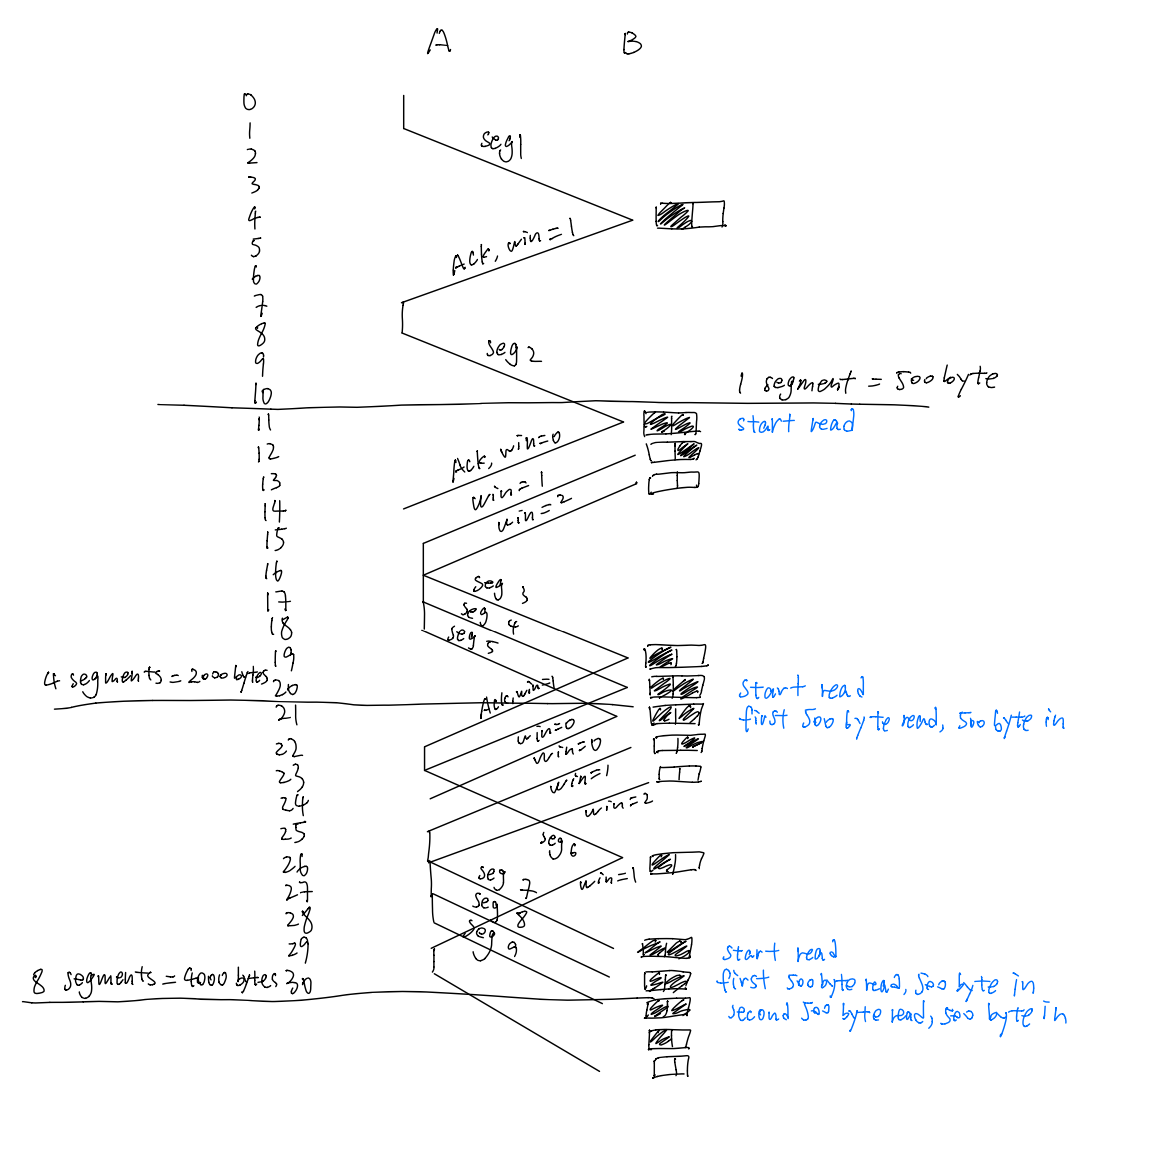 A B
0
1
seg1
2
3
4
5
Ack, win=1
6
7
8
9
seg 2
10
1 segment = 500 byte
11
start read
12
Ack, win=0
13
win=1
14
win=2
15
16
seg 3
17
seg 4
18
seg 5
19
4 segments = 2000 bytes
20
start read
Ack, win=1
21
first 500 byte read, 500 byte in
22
win=0
win=0
23
win=1
24
win=2
25
seg 6
26
seg 7
win=1
27
seg 8
28
seg 9
29
start read
8 segments = 4000 bytes
30
first 500 byte read, 500 byte in
second 500 byte read, 500 byte in